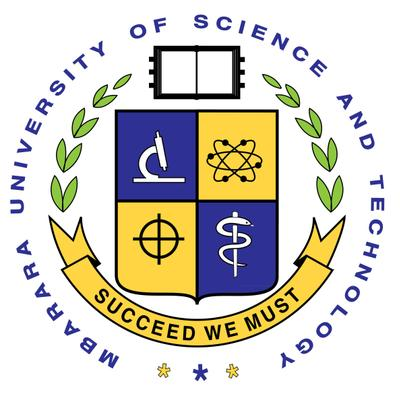 MBARARA UNIVERSITY OF SCIENCE AND TECHNOLOGY
SUCCEED WE MUST